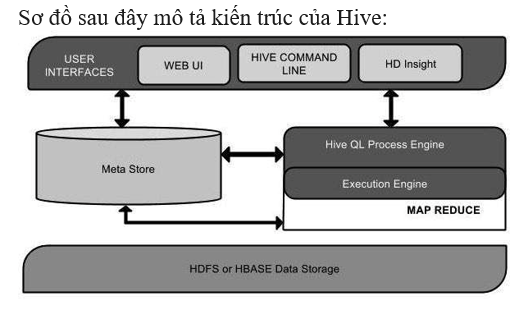 Sơ đồ sau đây mô tả kiến trúc của Hive:
USER
INTERFACES
WEB UI
HIVE COMMAND
LINE
HD Insight
Meta Store
Hive QL Process Engine
Execution Engine
MAP REDUCE
HDFS or HBASE Data Storage